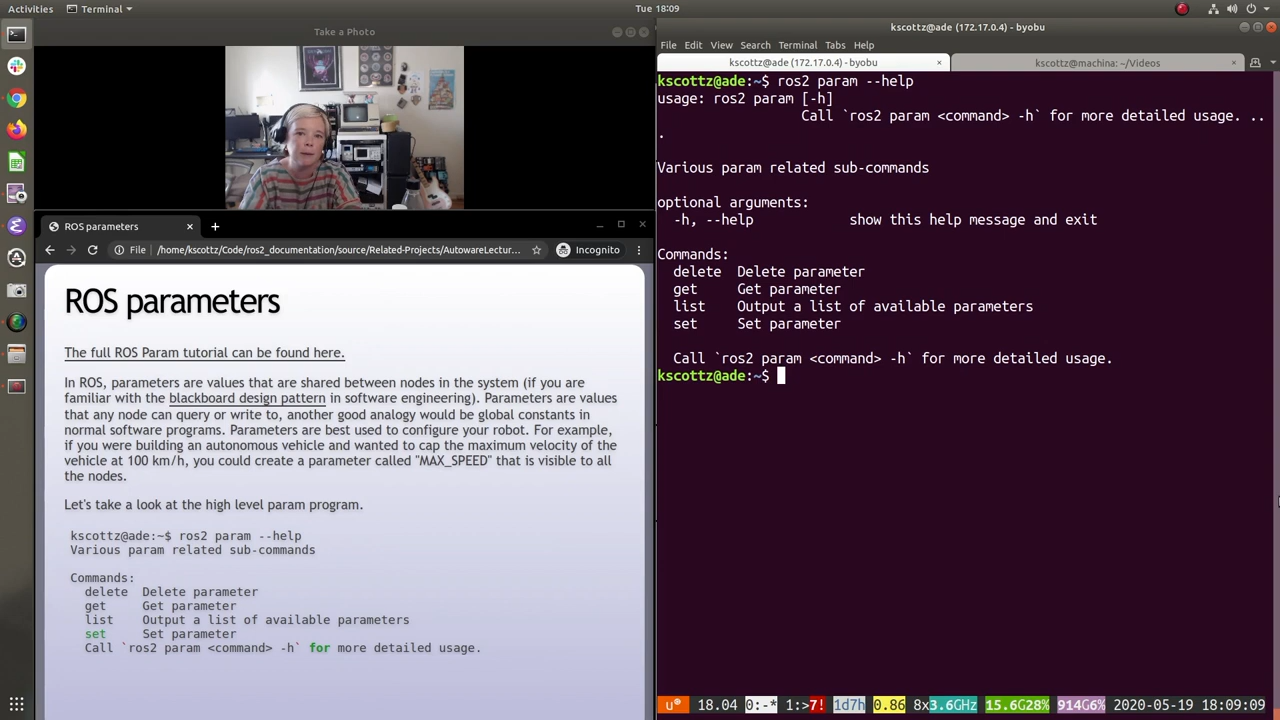 Activities
Terminal
Tue 18:09
Take a Photo
ROS parameters
File
/home/kscottz/Code/ros2_documentation/source/Related-Projects/AutowareLectur...
Incognito
ROS parameters
The full ROS Param tutorial can be found here.
In ROS, parameters are values that are shared between nodes in the system (if you are
familiar with the blackboard design pattern in software engineering). Parameters are values
that any node can query or write to, another good analogy would be global constants in
normal software programs. Parameters are best used to configure your robot. For example,
if you were building an autonomous vehicle and wanted to cap the maximum velocity of the
vehicle at 100 km/h, you could create a parameter called "MAX_SPEED" that is visible to all
the nodes.
Let's take a look at the high level param program.
kscottz@ade:~$ ros2 param --help
Various param related sub-commands
Commands:
delete Delete parameter
get Get parameter
list Output a list of available parameters
set Set parameter
Call `ros2 param <command> -h` for more detailed usage.
kscottz@ade (172.17.0.4) - byobu
File Edit View Search Terminal Tabs Help
kscottz@ade (172.17.0.4) - byobu
kscottz@machina: ~/Videos
kscottz@ade:~$ ros2 param --help
usage: ros2 param [-h]
Call `ros2 param <command> -h` for more detailed usage. ..
.
Various param related sub-commands
optional arguments:
-h, --help show this help message and exit
Commands:
delete Delete parameter
get Get parameter
list Output a list of available parameters
set Set parameter
Call `ros2 param <command> -h` for more detailed usage.
kscottz@ade:~$
u 18.04 0:-* 1:>7! 1d7h 0.86 8x3.6GHz 15.6G28% 914G6% 2020-05-19 18:09:09